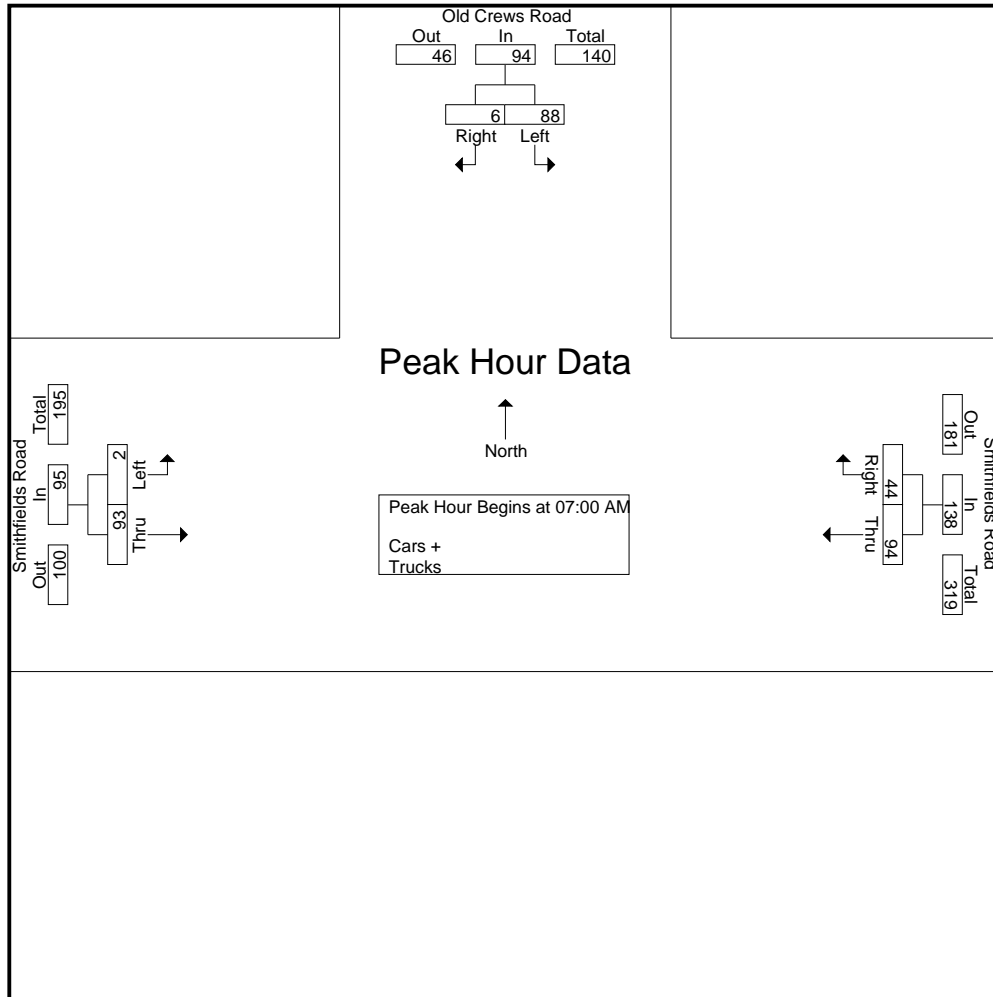 Old Crews Road
Out In Total
46 94 140
6 88
Right Left
Peak Hour Data
North
Peak Hour Begins at 07:00 AM
Cars +
Trucks
Smithfields Road
Total In Out
195 95 100
2 93
Left Thru
Smithfields Road
Out In Total
181 138 319
44 94
Right Thru